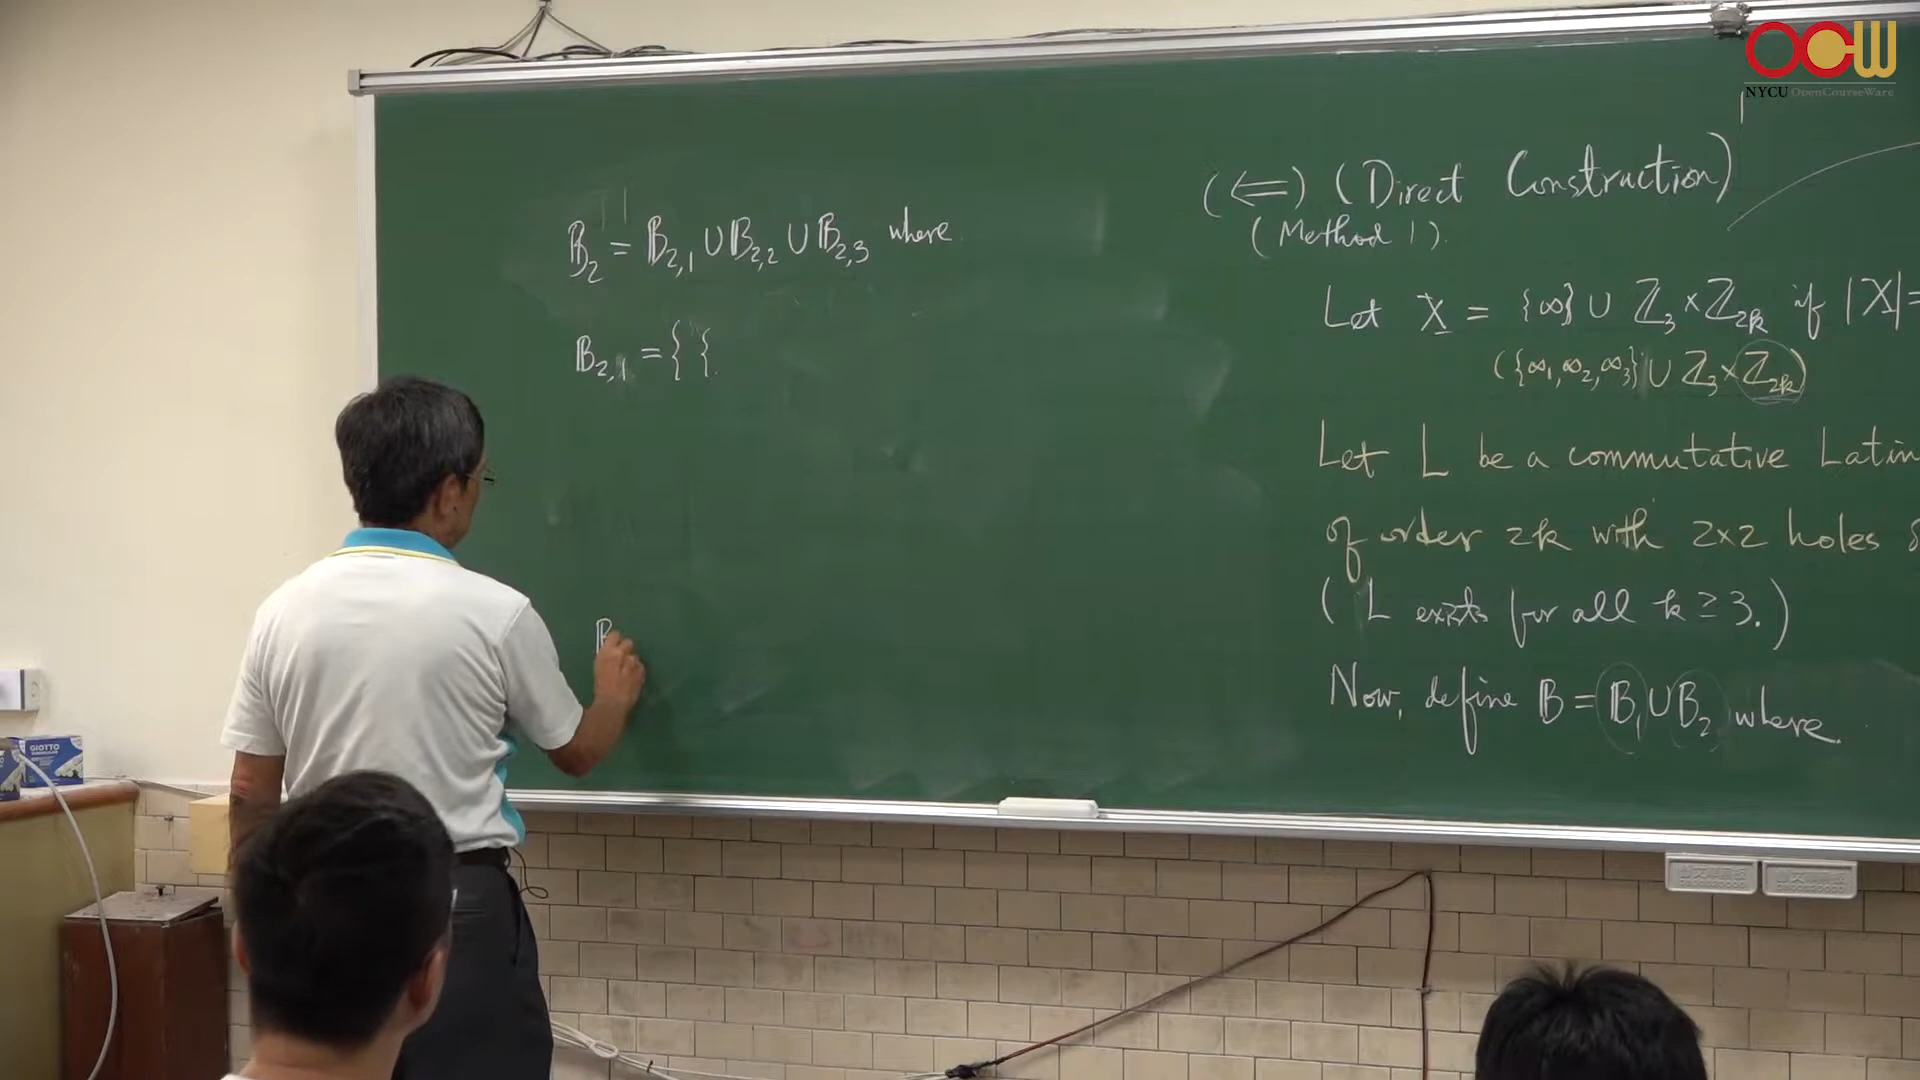 OCW
NYCU OpenCourseWare
𝔹₂ = 𝔹₂,₁ ∪ 𝔹₂,₂ ∪ 𝔹₂,₃ where
𝔹₂,₁ = { {
𝔹
(⇐) (Direct Construction)
(Method 1).
Let X = {∞} ∪ ℤ₃ × ℤ₂ₖ if |X| =
({∞₁, ∞₂, ∞₃} ∪ ℤ₃ × ℤ₂ₖ)
Let L be a commutative Latin
of order 2k with 2×2 holes
( L exists for all k ≥ 3.)
Now, define 𝔹 = 𝔹₁ ∪ 𝔹₂ where
GIOTTO